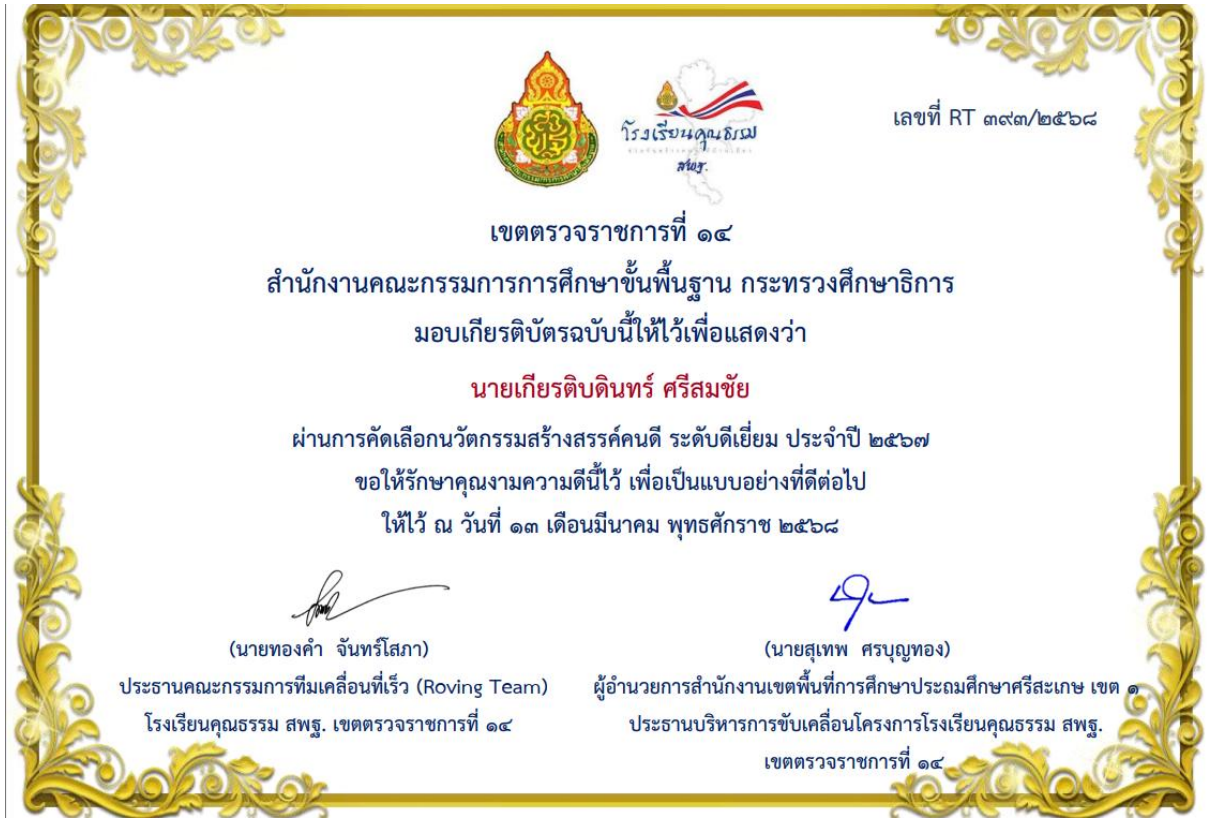 โรงเรียนคุณธรรม
สพฐ.
เลขที่ RT ๓๙๓/๒๕๖๘
เขตตรวจราชการที่ ๑๔
สำนักงานคณะกรรมการการศึกษาขั้นพื้นฐาน กระทรวงศึกษาธิการ
มอบเกียรติบัตรฉบับนี้ให้ไว้เพื่อแสดงว่า
นายเกียรติบดินทร์ ศรีสมชัย
ผ่านการคัดเลือกนวัตกรรมสร้างสรรค์คนดี ระดับดีเยี่ยม ประจำปี ๒๕๖๗
ขอให้รักษาคุณงามความดีนี้ไว้ เพื่อเป็นแบบอย่างที่ดีต่อไป
ให้ไว้ ณ วันที่ ๑๓ เดือนมีนาคม พุทธศักราช ๒๕๖๘
(นายทองคำ จันทร์โสภา)
ประธานคณะกรรมการทีมเคลื่อนที่เร็ว (Roving Team)
โรงเรียนคุณธรรม สพฐ. เขตตรวจราชการที่ ๑๔
(นายสุเทพ ศรบุญทอง)
ผู้อำนวยการสำนักงานเขตพื้นที่การศึกษาประถมศึกษาศรีสะเกษ เขต ๑
ประธานบริหารการขับเคลื่อนโครงการโรงเรียนคุณธรรม สพฐ.
เขตตรวจราชการที่ ๑๔